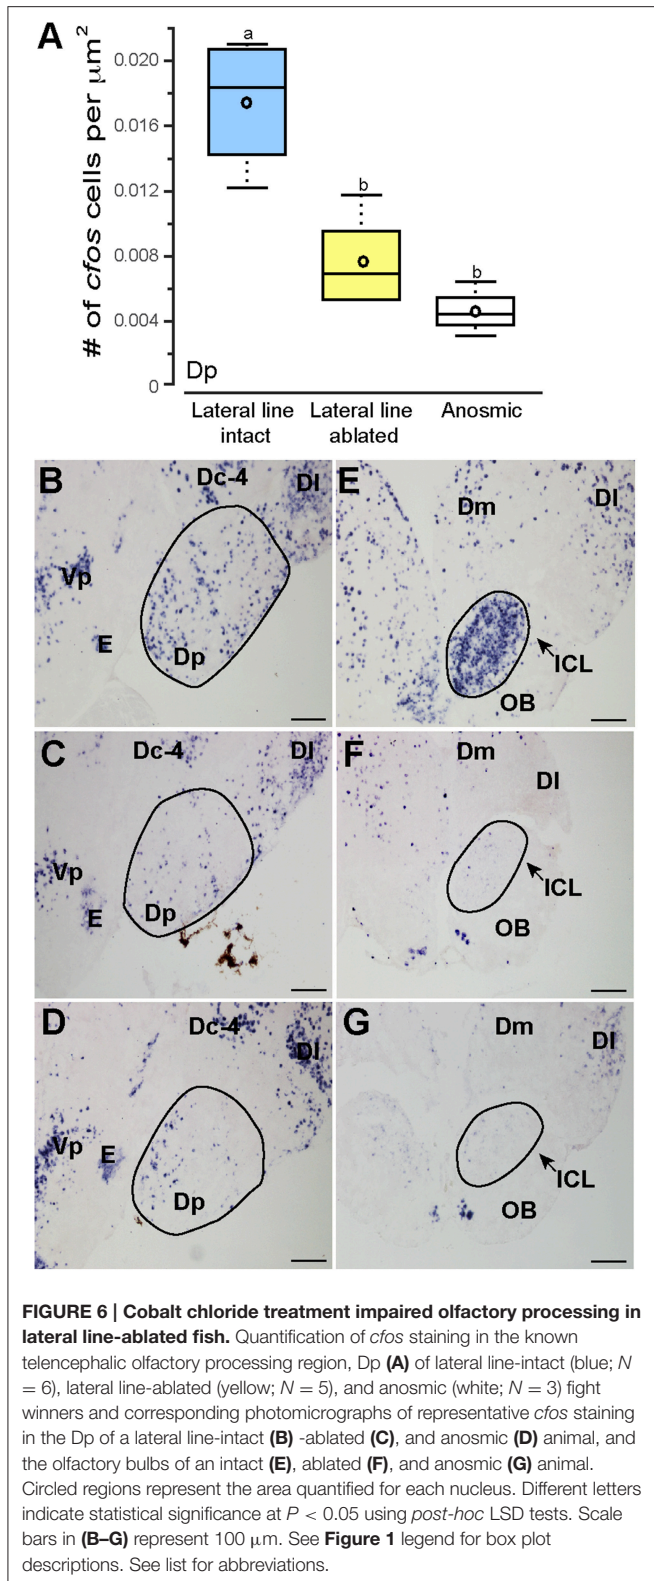 A
# of cfos cells per μm2
0.020
0.016
0.012
0.008
0.004
0
a
b
b
Dp
Lateral line
intact
Lateral line
ablated
Anosmic
B
Dc-4
Dl
Vp
E
Dp
E
Dm
Dl
ICL
OB
C
Dc-4
Dl
Vp
E
Dp
F
Dm
Dl
ICL
OB
D
Dc-4
Dl
Vp
E
Dp
G
Dm
Dl
ICL
OB
FIGURE 6 | Cobalt chloride treatment impaired olfactory processing in
lateral line-ablated fish. Quantification of cfos staining in the known
telencephalic olfactory processing region, Dp (A) of lateral line-intact (blue; N
= 6), lateral line-ablated (yellow; N = 5), and anosmic (white; N = 3) fight
winners and corresponding photomicrographs of representative cfos staining
in the Dp of a lateral line-intact (B) -ablated (C), and anosmic (D) animal, and
the olfactory bulbs of an intact (E), ablated (F), and anosmic (G) animal.
Circled regions represent the area quantified for each nucleus. Different letters
indicate statistical significance at P < 0.05 using post-hoc LSD tests. Scale
bars in (B–G) represent 100 μm. See Figure 1 legend for box plot
descriptions. See list for abbreviations.